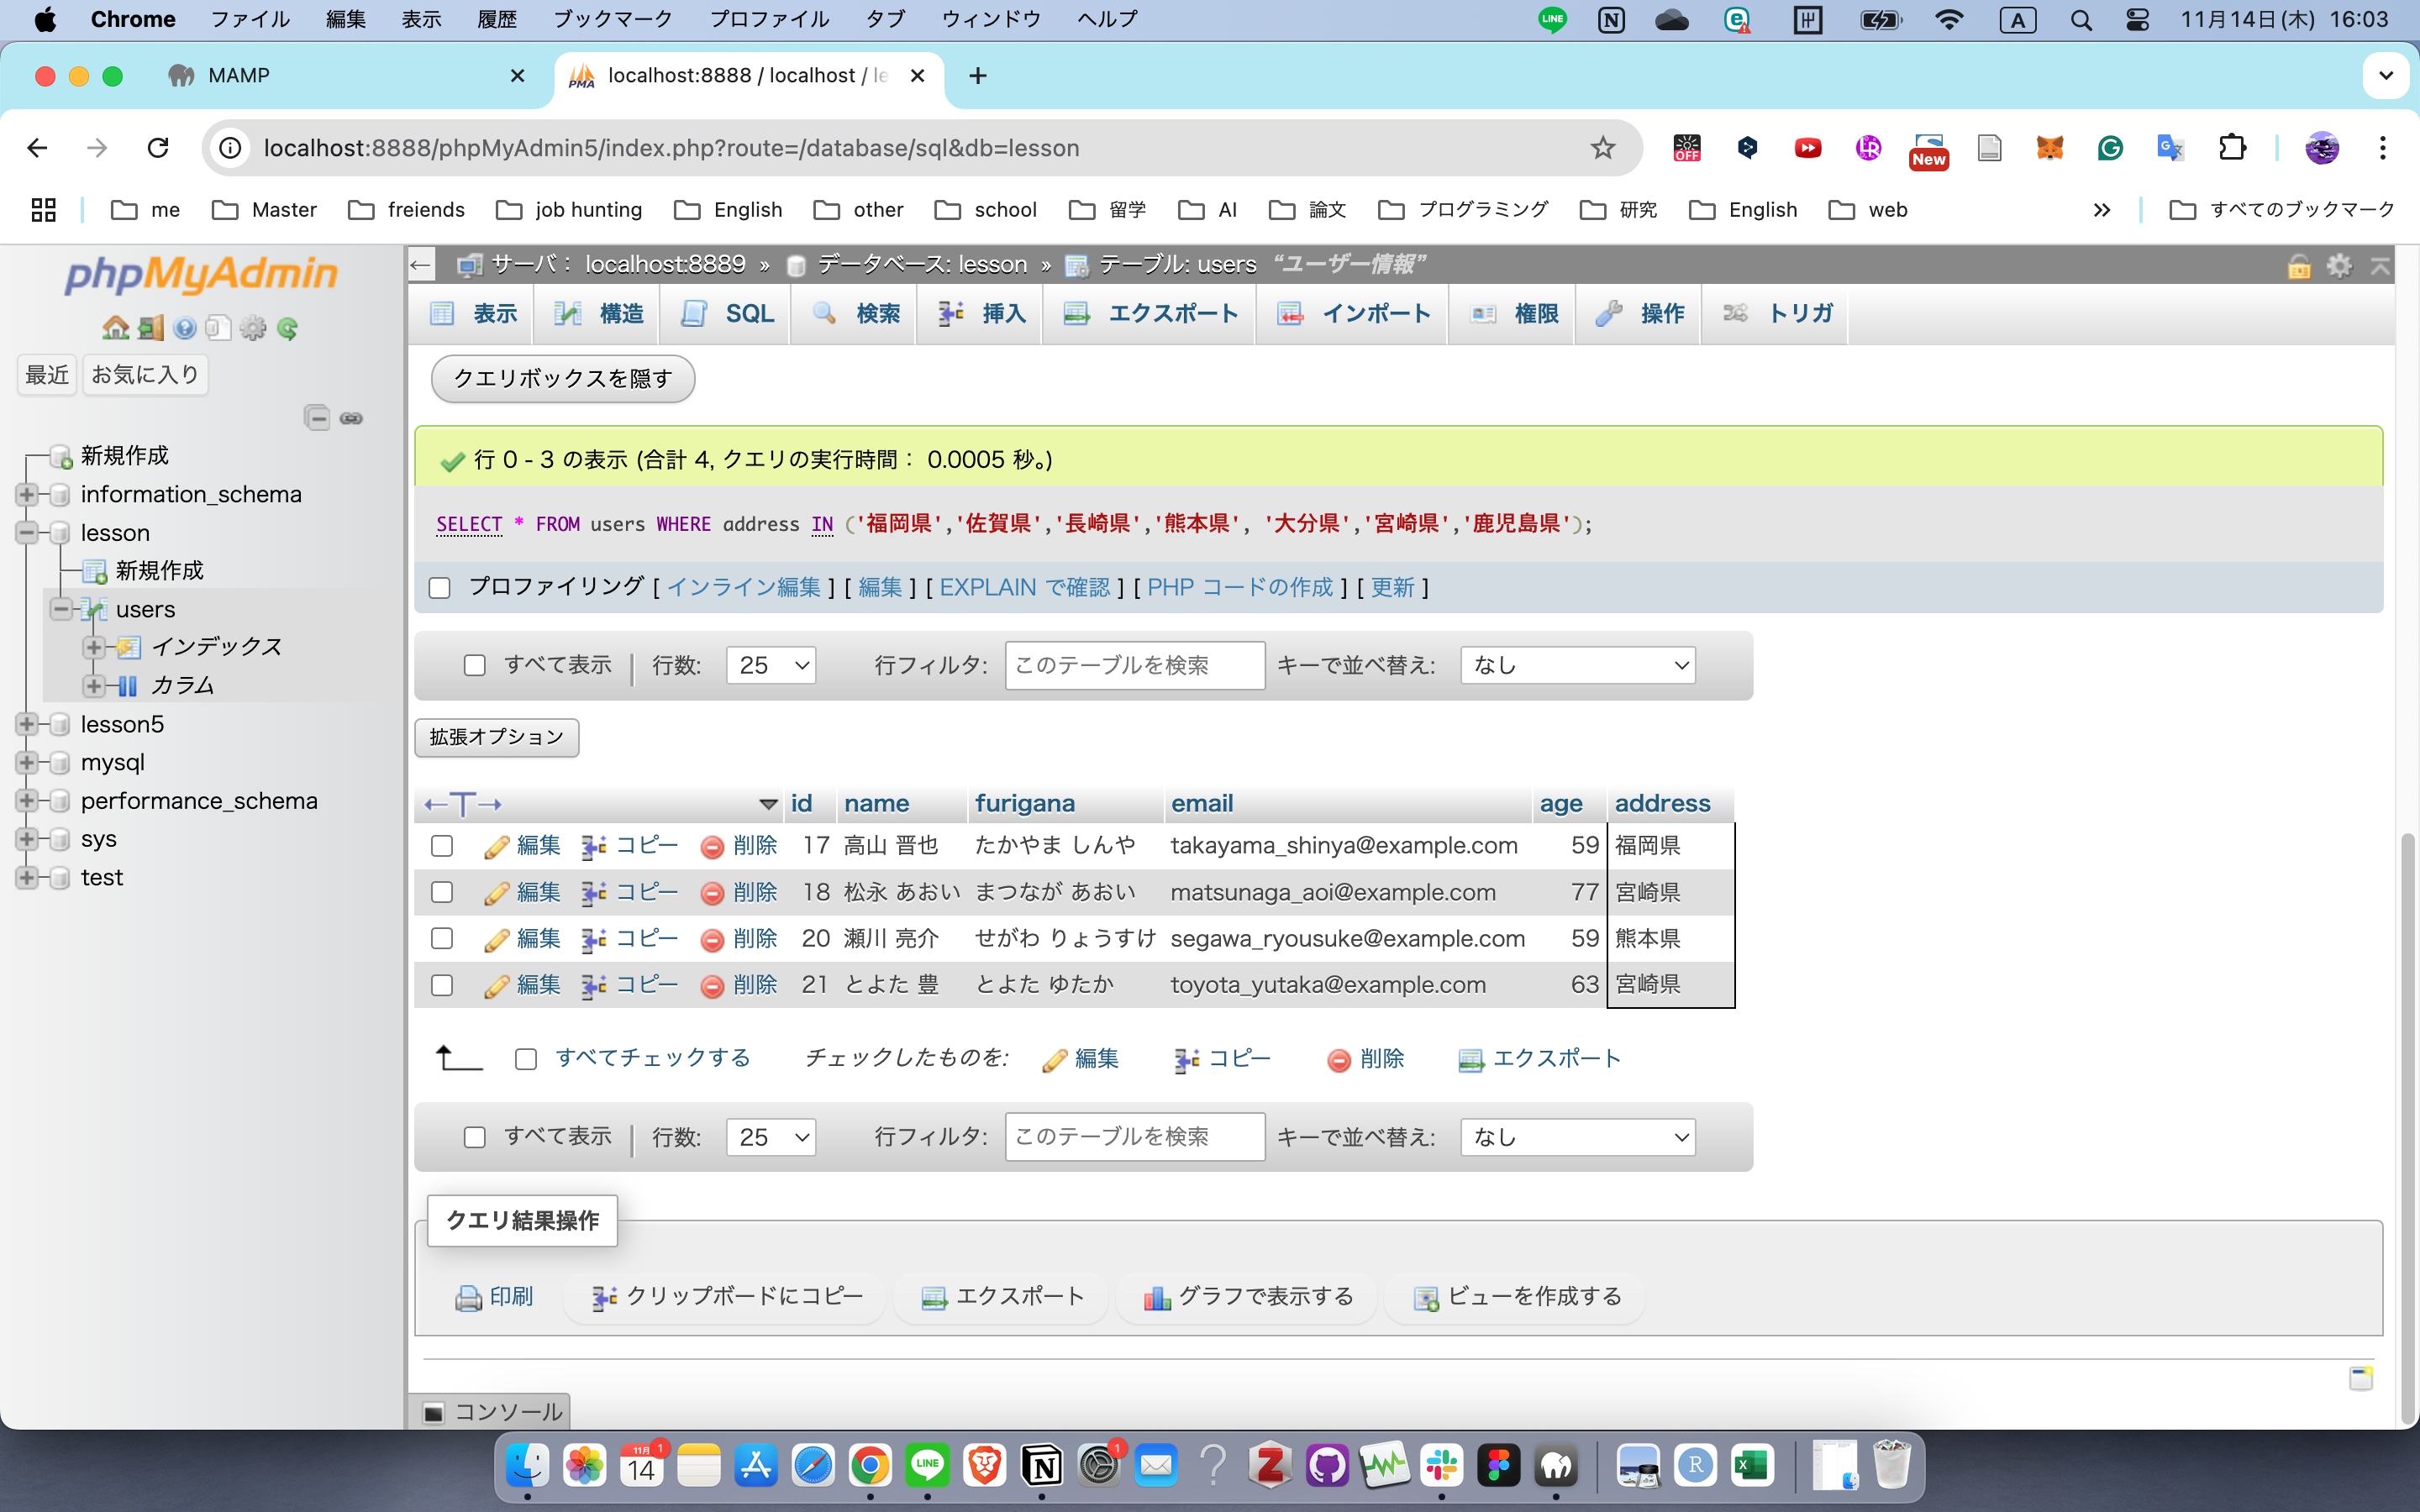 Chrome ファイル 編集 表示 履歴 ブックマーク プロファイル タブ ウィンドウ ヘルプ LINE N A 11月14日(木) 16:03
MAMP
PMA localhost:8888 / localhost / le
localhost:8888/phpMyAdmin5/index.php?route=/database/sql&db=lesson
OFF LR New
me Master freiends job hunting English other school 留学 AI 論文 プログラミング 研究 English web » すべてのブックマーク
phpMyAdmin
最近 お気に入り
新規作成
information_schema
lesson
新規作成
users
インデックス
カラム
lesson5
mysql
performance_schema
sys
test
サーバ： localhost:8889 » データベース: lesson » テーブル: users “ユーザー情報”
表示 構造 SQL 検索 挿入 エクスポート インポート 権限 操作 トリガ
クエリボックスを隠す
行 0 - 3 の表示 (合計 4, クエリの実行時間： 0.0005 秒。)
SELECT * FROM users WHERE address IN ('福岡県','佐賀県','長崎県','熊本県', '大分県','宮崎県','鹿児島県');
プロファイリング [ インライン編集 ] [ 編集 ] [ EXPLAIN で確認 ] [ PHP コードの作成 ] [ 更新 ]
すべて表示 行数: 25 行フィルタ: このテーブルを検索 キーで並べ替え: なし
拡張オプション
←T→ id name furigana email age address
編集 コピー 削除 17 高山 晋也 たかやま しんや takayama_shinya@example.com 59 福岡県
編集 コピー 削除 18 松永 あおい まつなが あおい matsunaga_aoi@example.com 77 宮崎県
編集 コピー 削除 20 瀬川 亮介 せがわ りょうすけ segawa_ryousuke@example.com 59 熊本県
編集 コピー 削除 21 とよた 豊 とよた ゆたか toyota_yutaka@example.com 63 宮崎県
すべてチェックする チェックしたものを: 編集 コピー 削除 エクスポート
すべて表示 行数: 25 行フィルタ: このテーブルを検索 キーで並べ替え: なし
クエリ結果操作
印刷 クリップボードにコピー エクスポート グラフで表示する ビューを作成する
コンソール
11月 14 1 LINE N 1 ? Z R X